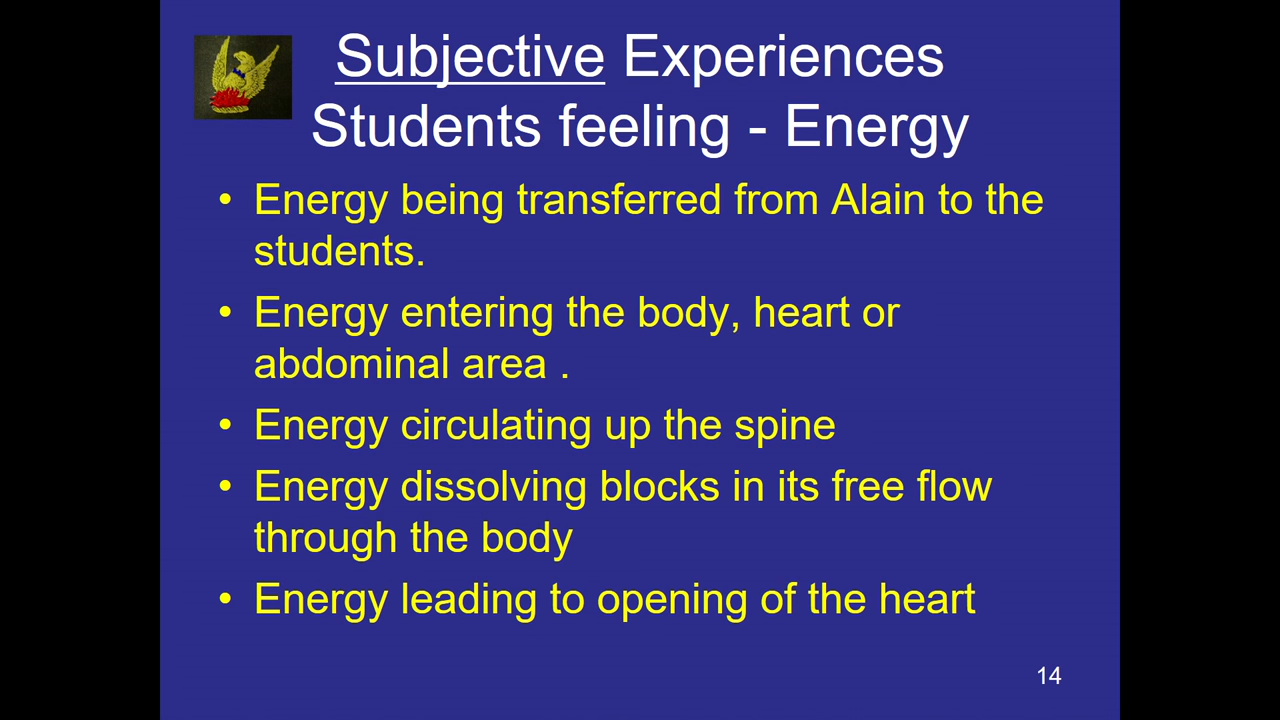 Subjective Experiences
Students feeling - Energy
• Energy being transferred from Alain to the
students.
• Energy entering the body, heart or
abdominal area .
• Energy circulating up the spine
• Energy dissolving blocks in its free flow
through the body
• Energy leading to opening of the heart
14